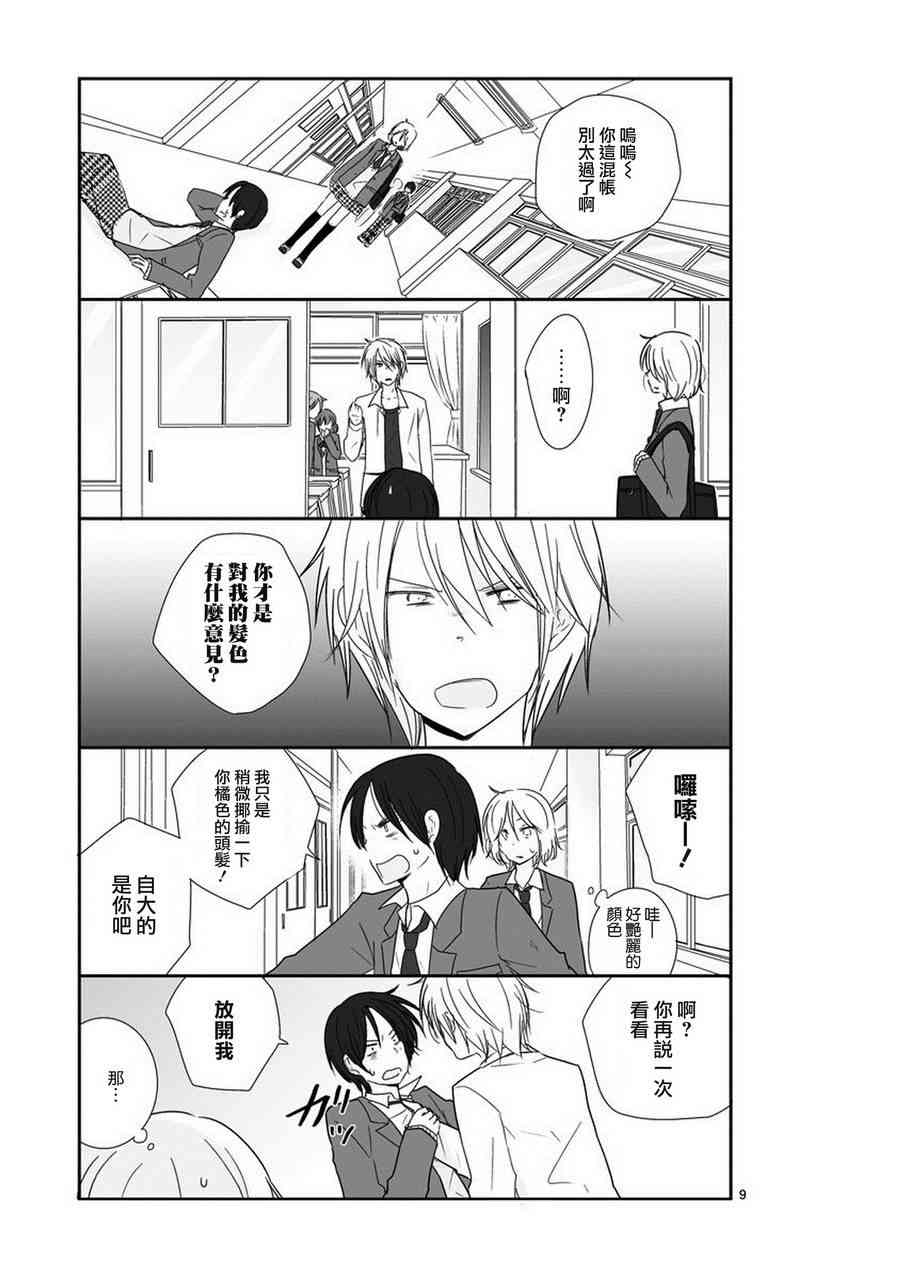 嗚嗚~
你這混帳
別太過了啊
……啊?
你才是
對我的髮色
有什麼意見?
囉嗦─!
哇─
好艷麗的
顏色
我只是
稍微揶揄一下
你橘色的頭髮!
自大的
是你吧
啊?
你再説一次
看看
放開我
ガッ
那…
9